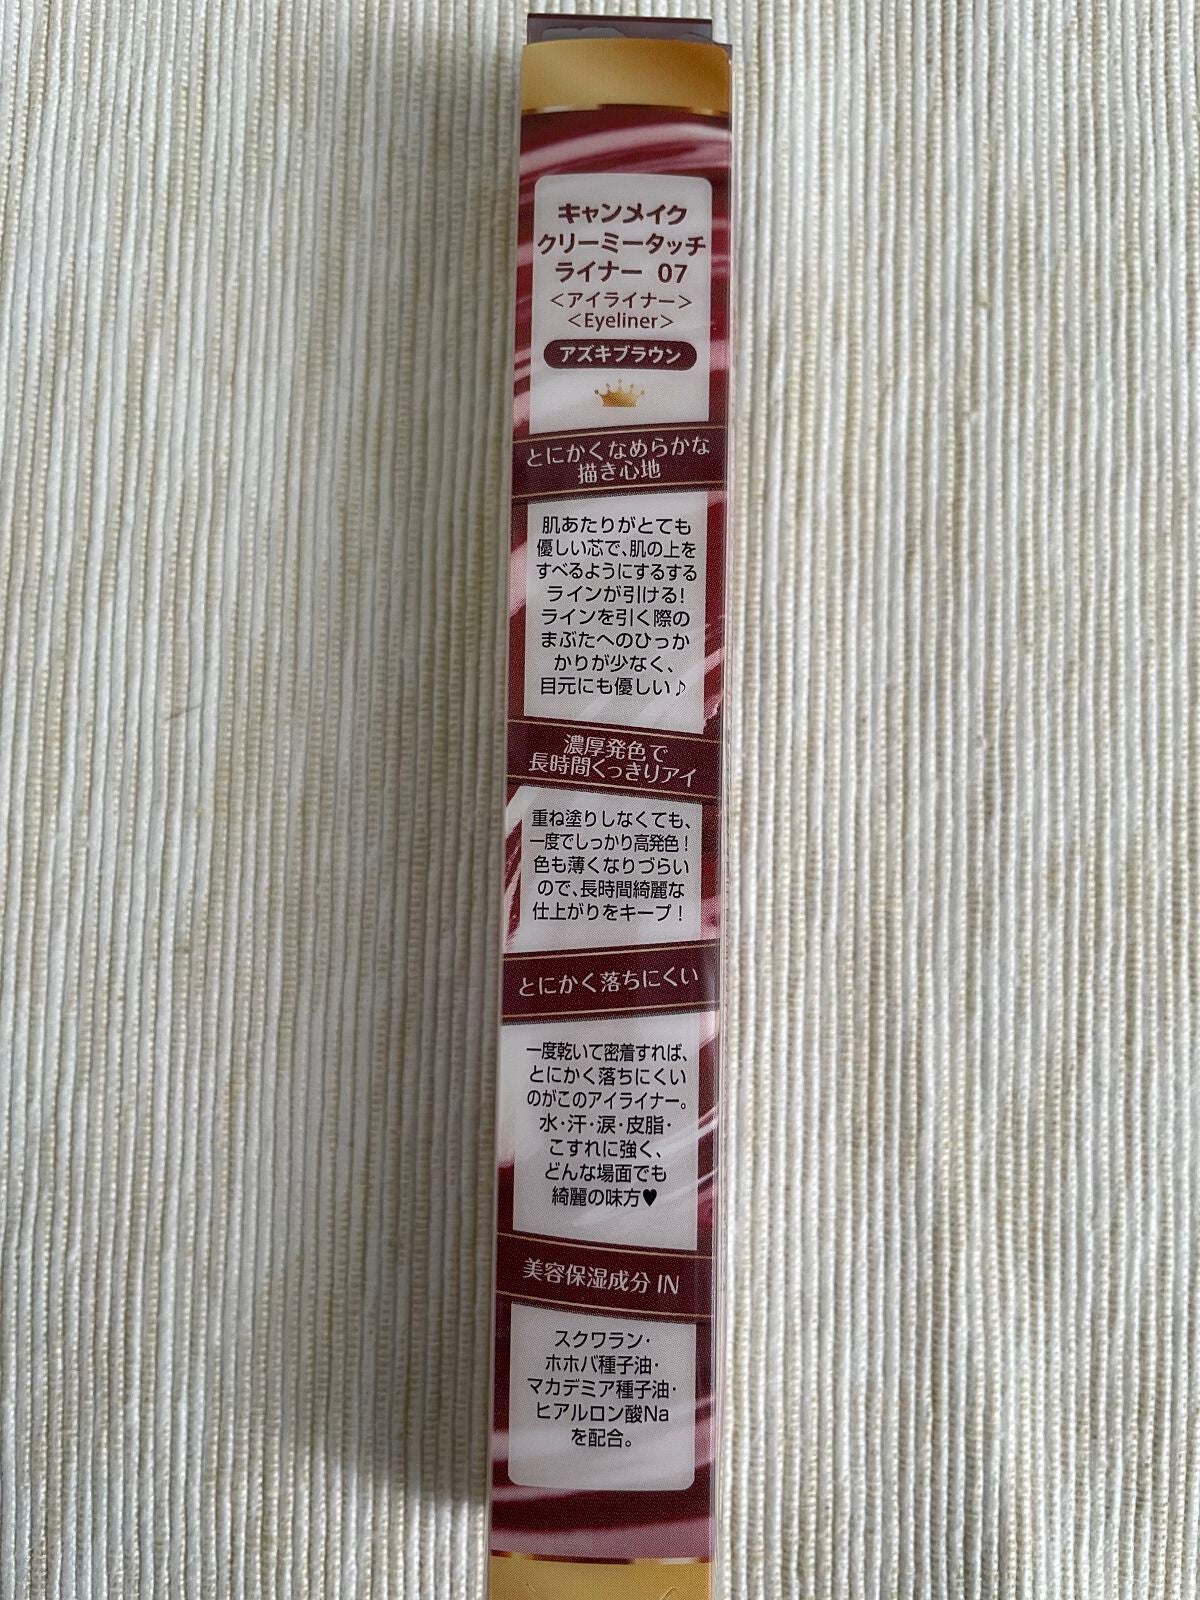 キャンメイク
クリーミータッチ
ライナー 07
＜アイライナー＞
＜Eyeliner＞
アズキブラウン
とにかくなめらかな
描き心地
肌あたりがとても
優しい芯で、肌の上を
すべるようにするする
ラインが引ける！
ラインを引く際の
まぶたへのひっか
かりが少なく、
目元にも優しい♪
濃厚発色で
長時間くっきりアイ
重ね塗りしなくても、
一度でしっかり高発色！
色も薄くなりづらい
ので、長時間綺麗な
仕上がりをキープ！
とにかく落ちにくい
一度乾いて密着すれば、
とにかく落ちにくい
のがこのアイライナー。
水・汗・涙・皮脂・
こすれに強く、
どんな場面でも
綺麗の味方♥
美容保湿成分 IN
スクワラン・
ホホバ種子油・
マカデミア種子油・
ヒアルロン酸Na
を配合。